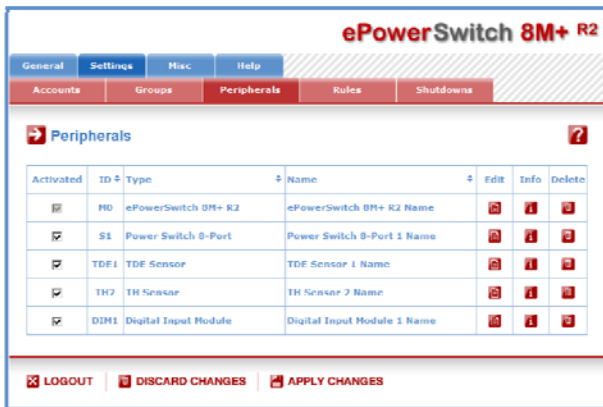 ePowerSwitch 8M+ R2
General Settings Misc Help
Accounts Groups Peripherals Rules Shutdowns
Peripherals ?
Activated ID Type Name Edit Info Delete
M0 ePowerSwitch 8M+ R2 ePowerSwitch 8M+ R2 Name
S1 Power Switch 8-Port Power Switch 8-Port 1 Name
TDE1 TDE Sensor TDE Sensor 1 Name
TH2 TH Sensor TH Sensor 2 Name
DIM1 Digital Input Module Digital Input Module 1 Name
LOGOUT DISCARD CHANGES APPLY CHANGES